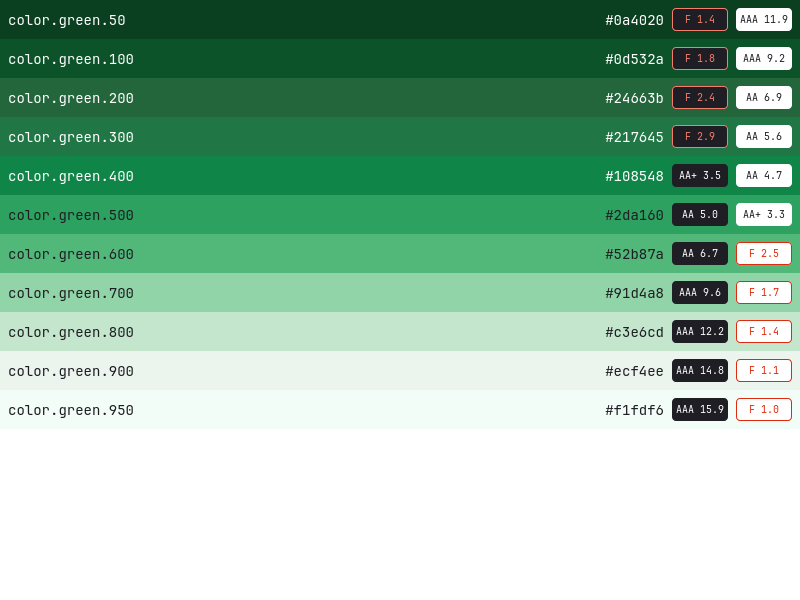 color.green.50 #0a4020 F 1.4 AAA 11.9
color.green.100 #0d532a F 1.8 AAA 9.2
color.green.200 #24663b F 2.4 AA 6.9
color.green.300 #217645 F 2.9 AA 5.6
color.green.400 #108548 AA+ 3.5 AA 4.7
color.green.500 #2da160 AA 5.0 AA+ 3.3
color.green.600 #52b87a AA 6.7 F 2.5
color.green.700 #91d4a8 AAA 9.6 F 1.7
color.green.800 #c3e6cd AAA 12.2 F 1.4
color.green.900 #ecf4ee AAA 14.8 F 1.1
color.green.950 #f1fdf6 AAA 15.9 F 1.0